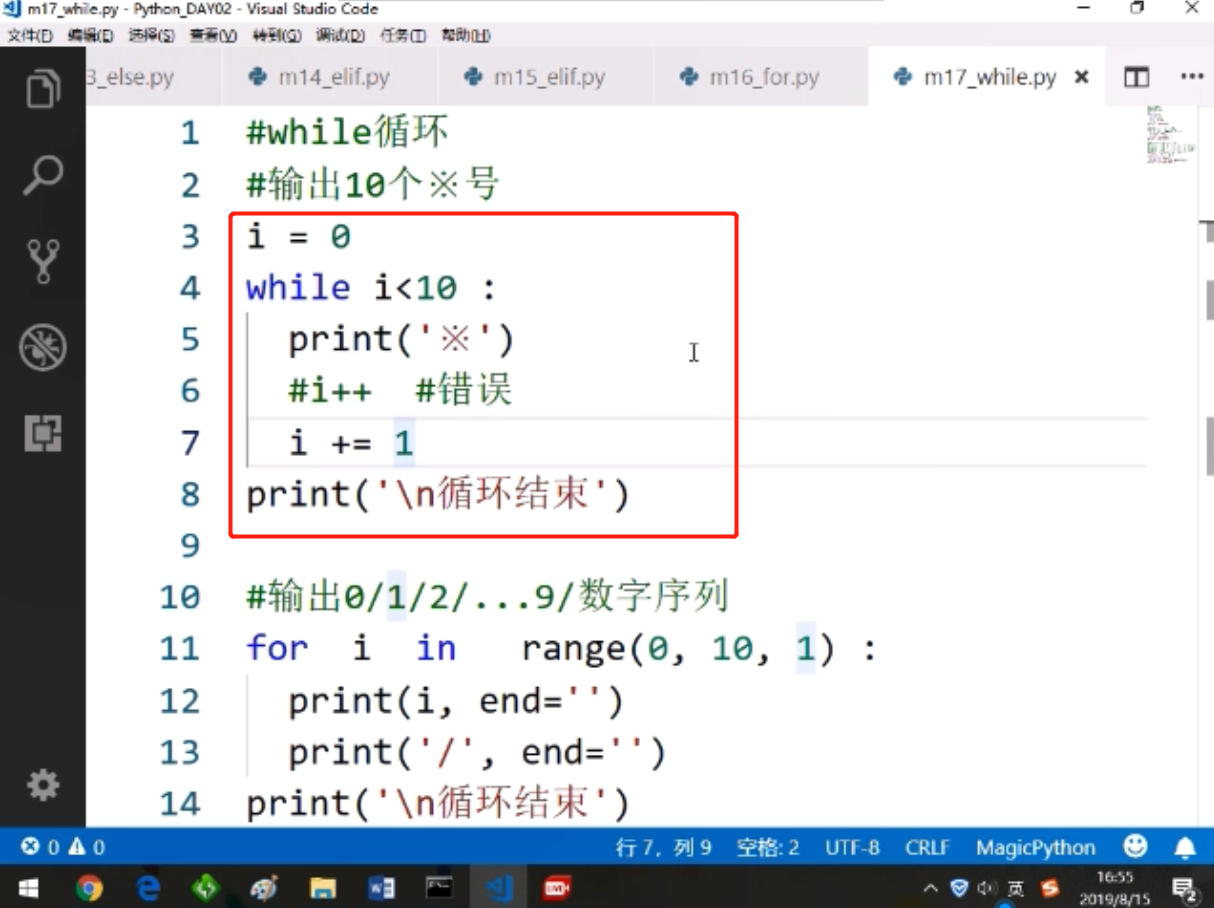 m17_while.py - Python_DAY02 - Visual Studio Code
文件(F) 编辑(E) 选择(S) 查看(V) 转到(G) 调试(D) 任务(T) 帮助(H)
3_else.py m14_elif.py m15_elif.py m16_for.py m17_while.py
1 #while循环
2 #输出10个※号
3 i = 0
4 while i<10 :
5 print('※')
6 #i++ #错误
7 i += 1
8 print('\n循环结束')
9
10 #输出0/1/2/...9/数字序列
11 for i in range(0, 10, 1) :
12 print(i, end='')
13 print('/', end='')
14 print('\n循环结束')
0 0 行 7，列 9 空格: 2 UTF-8 CRLF MagicPython
英 16:55
2019/8/15 2